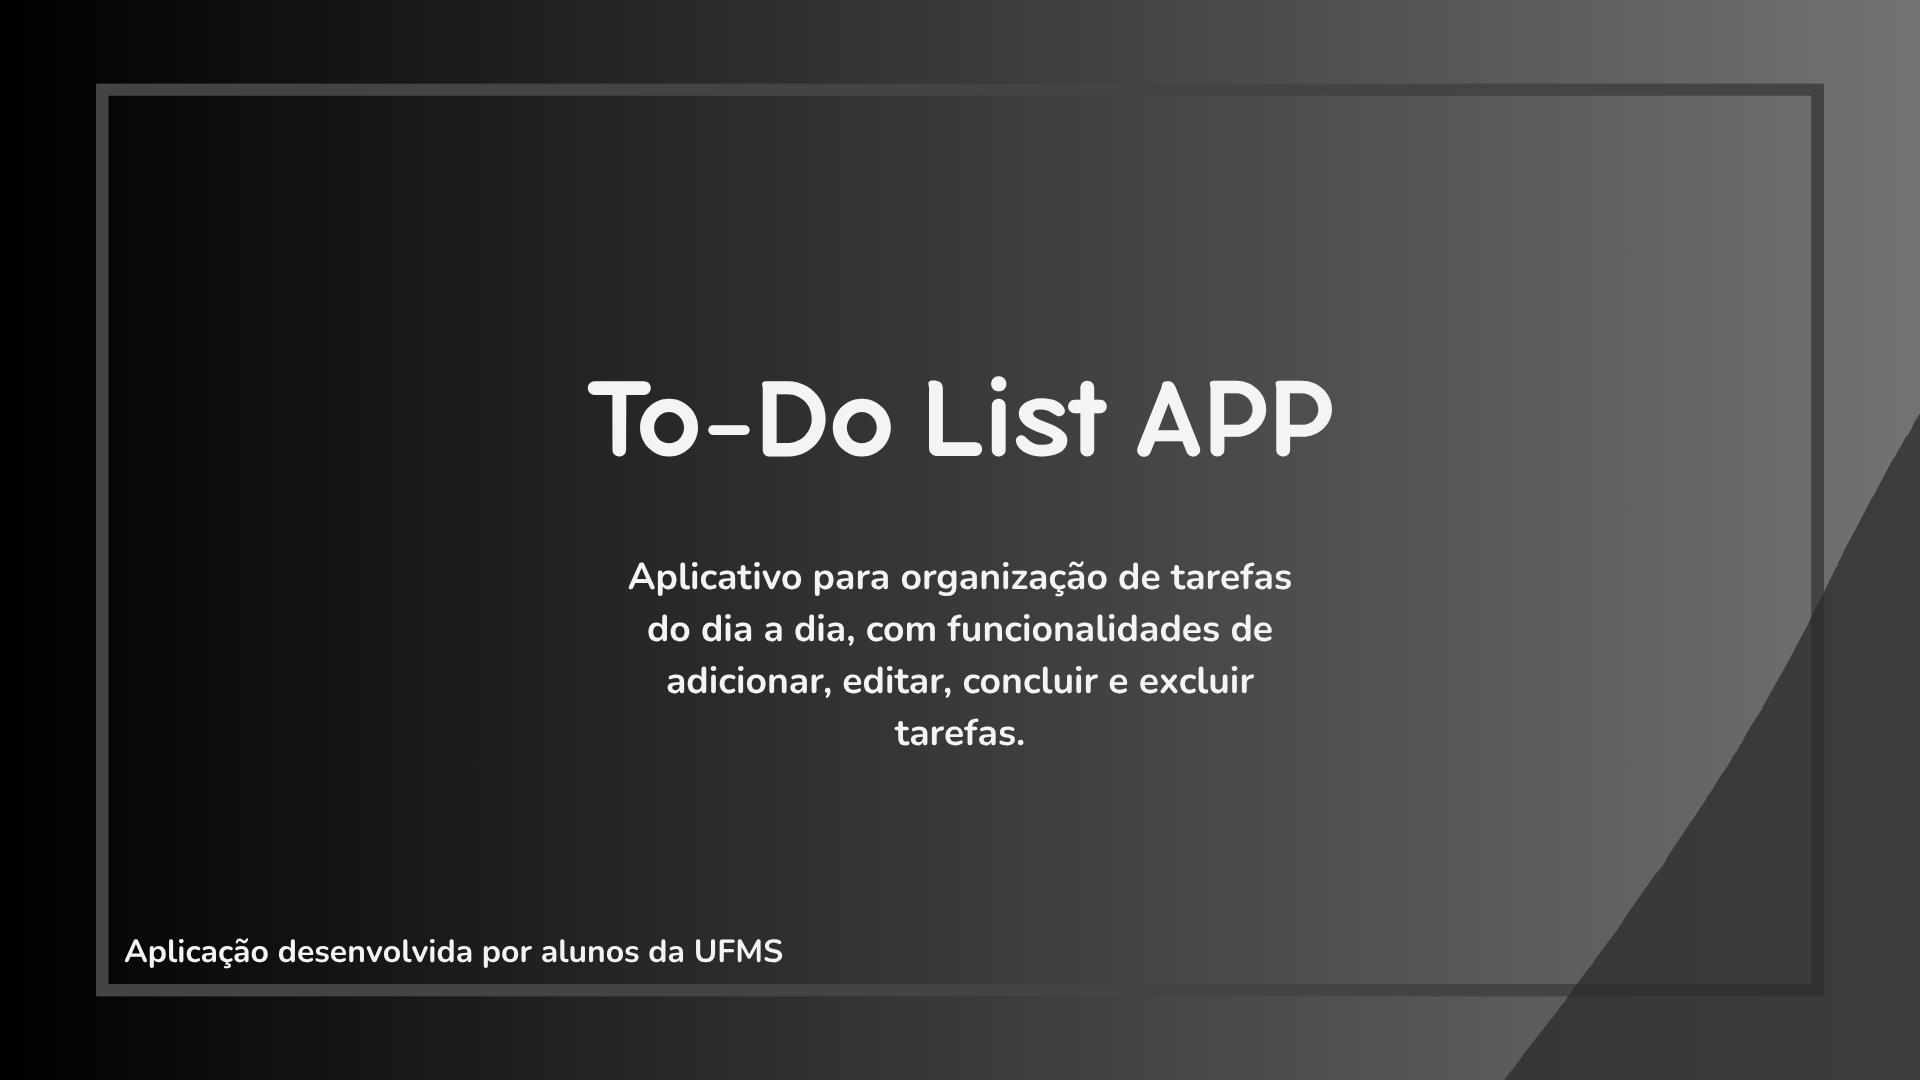 To-Do List APP
Aplicativo para organização de tarefas
do dia a dia, com funcionalidades de
adicionar, editar, concluir e excluir
tarefas.
Aplicação desenvolvida por alunos da UFMS